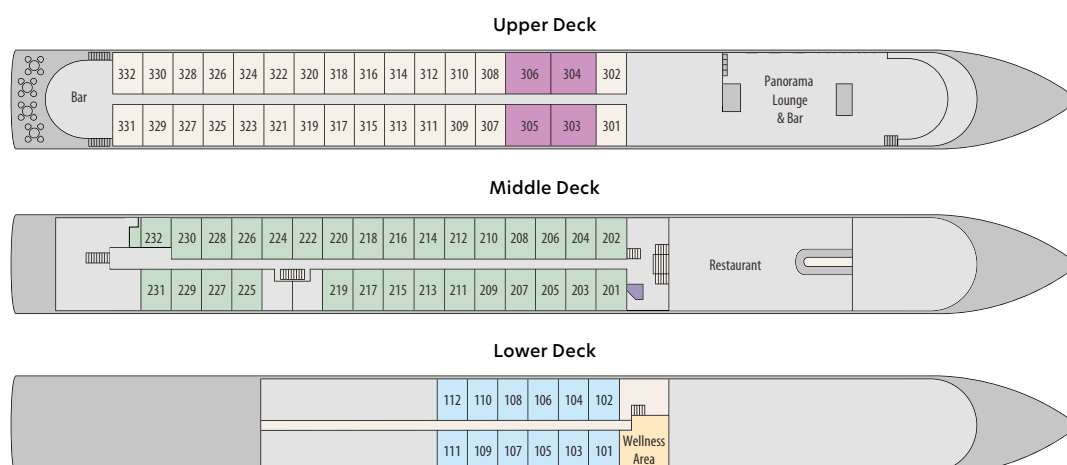 Upper Deck
332 330 328 326 324 322 320 318 316 314 312 310 308 306 304 302
Bar
Panorama
Lounge
& Bar
331 329 327 325 323 321 319 317 315 313 311 309 307 305 303 301
Middle Deck
232 230 228 226 224 222 220 218 216 214 212 210 208 206 204 202
Restaurant
231 229 227 225 219 217 215 213 211 209 207 205 203 201
Lower Deck
112 110 108 106 104 102
111 109 107 105 103 101
Wellness
Area